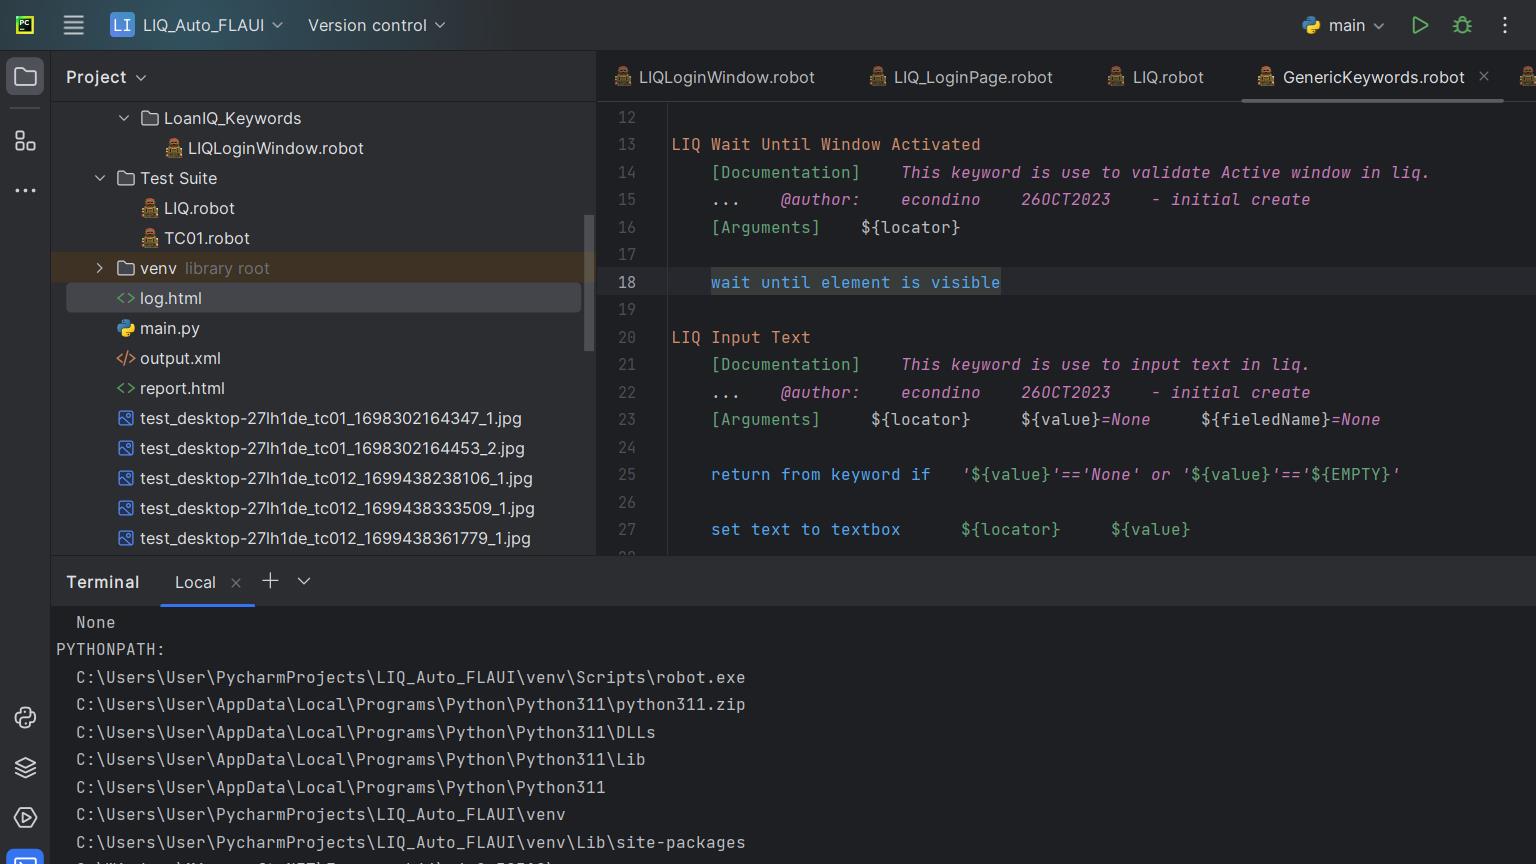 LI LIQ_Auto_FLAUI Version control main
Project
LoanIQ_Keywords
LIQLoginWindow.robot
Test Suite
LIQ.robot
TC01.robot
venv library root
log.html
main.py
output.xml
report.html
test_desktop-27lh1de_tc01_1698302164347_1.jpg
test_desktop-27lh1de_tc01_1698302164453_2.jpg
test_desktop-27lh1de_tc012_1699438238106_1.jpg
test_desktop-27lh1de_tc012_1699438333509_1.jpg
test_desktop-27lh1de_tc012_1699438361779_1.jpg
LIQLoginWindow.robot LIQ_LoginPage.robot LIQ.robot GenericKeywords.robot
12
13 LIQ Wait Until Window Activated
14 [Documentation] This keyword is use to validate Active window in liq.
15 ... @author: econdino 26OCT2023 - initial create
16 [Arguments] ${locator}
17
18 wait until element is visible
19
20 LIQ Input Text
21 [Documentation] This keyword is use to input text in liq.
22 ... @author: econdino 26OCT2023 - initial create
23 [Arguments] ${locator} ${value}=None ${fieledName}=None
24
25 return from keyword if '${value}'=='None' or '${value}'=='${EMPTY}'
26
27 set text to textbox ${locator} ${value}
Terminal Local
None
PYTHONPATH:
C:\Users\User\PycharmProjects\LIQ_Auto_FLAUI\venv\Scripts\robot.exe
C:\Users\User\AppData\Local\Programs\Python\Python311\python311.zip
C:\Users\User\AppData\Local\Programs\Python\Python311\DLLs
C:\Users\User\AppData\Local\Programs\Python\Python311\Lib
C:\Users\User\AppData\Local\Programs\Python\Python311
C:\Users\User\PycharmProjects\LIQ_Auto_FLAUI\venv
C:\Users\User\PycharmProjects\LIQ_Auto_FLAUI\venv\Lib\site-packages